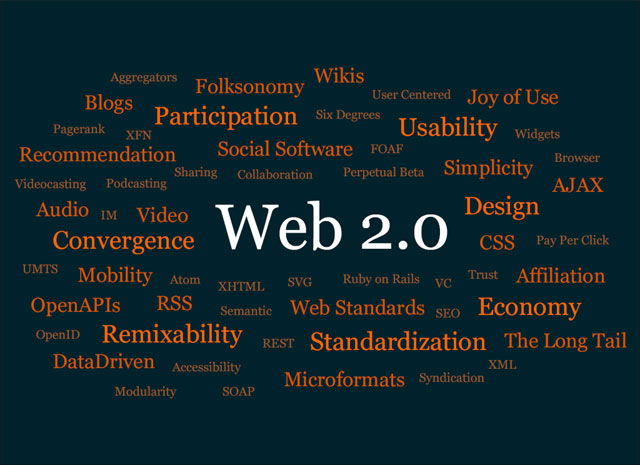 Aggregators Folksonomy Wikis
Blogs User Centered Joy of Use
Participation Six Degrees Usability Widgets
Pagerank XFN
Recommendation Social Software FOAF Browser
Sharing Collaboration Perpetual Beta Simplicity
Videocasting Podcasting AJAX
Audio IM Video Web 2.0 Design
Convergence CSS Pay Per Click
UMTS Mobility Atom XHTML SVG Ruby on Rails VC Trust Affiliation
OpenAPIs RSS Semantic Web Standards SEO Economy
OpenID Remixability REST Standardization The Long Tail
DataDriven Accessibility XML
Modularity SOAP Microformats Syndication